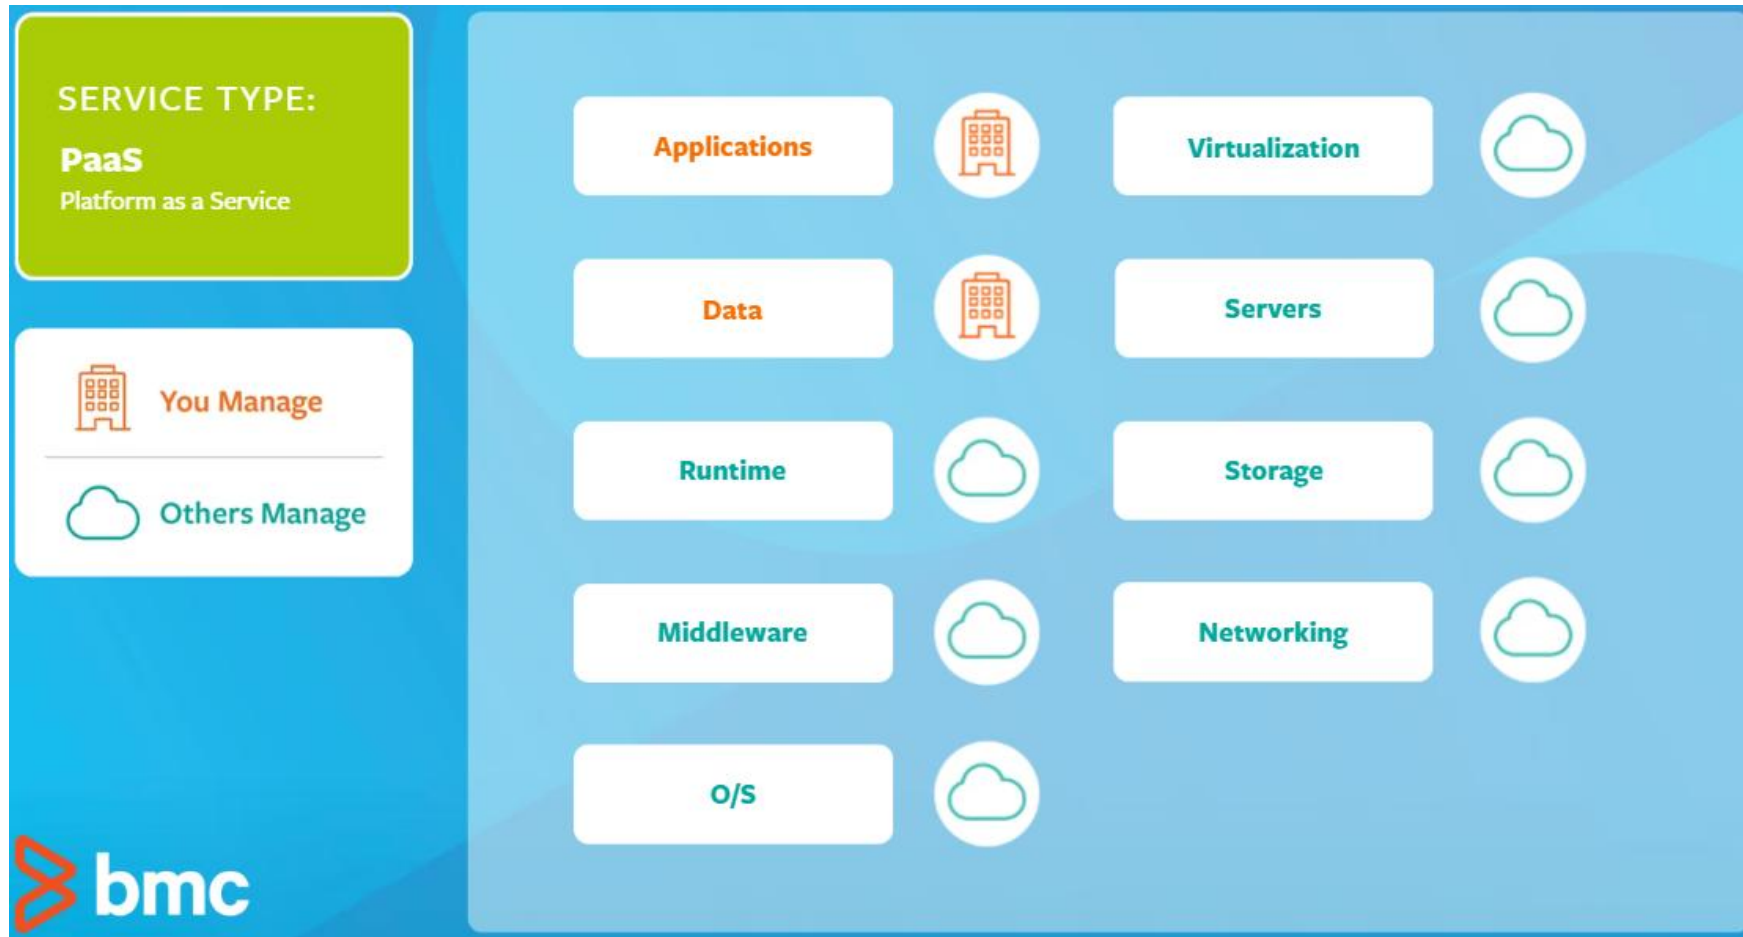 SERVICE TYPE:
PaaS
Platform as a Service
You Manage
Others Manage
Applications
Data
Runtime
Middleware
O/S
Virtualization
Servers
Storage
Networking
bmc